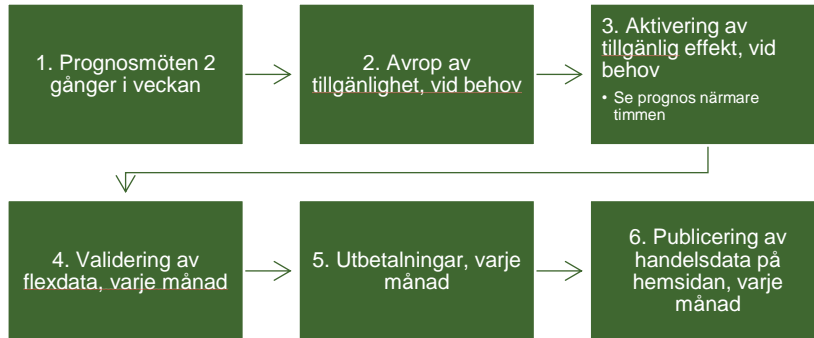 1. Prognosmöten 2
gånger i veckan
2. Avrop av
tillgänglighet, vid behov
3. Aktivering av
tillgänlig effekt, vid
behov
• Se prognos närmare
timmen
4. Validering av
flexdata, varje månad
5. Utbetalningar, varje
månad
6. Publicering av
handelsdata på
hemsidan, varje
månad